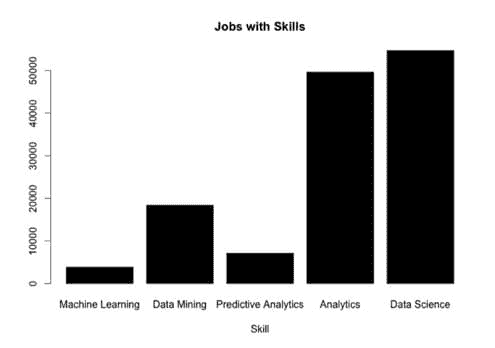 Jobs with Skills
50000
40000
30000
20000
10000
0
Machine Learning Data Mining Predictive Analytics Analytics Data Science
Skill